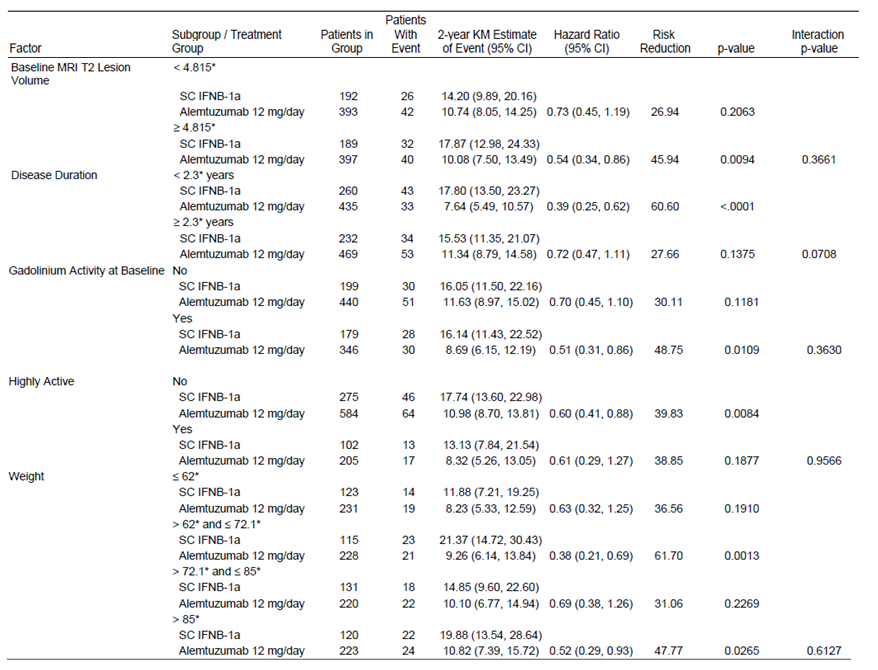 Factor Subgroup / Treatment Group Patients in Group Patients With Event 2-year KM Estimate of Event (95% CI) Hazard Ratio (95% CI) Risk Reduction p-value Interaction p-value
Baseline MRI T2 Lesion Volume < 4.815*
SC IFNB-1a 192 26 14.20 (9.89, 20.16)
Alemtuzumab 12 mg/day 393 42 10.74 (8.05, 14.25) 0.73 (0.45, 1.19) 26.94 0.2063
≥ 4.815*
SC IFNB-1a 189 32 17.87 (12.98, 24.33)
Alemtuzumab 12 mg/day 397 40 10.08 (7.50, 13.49) 0.54 (0.34, 0.86) 45.94 0.0094 0.3661
Disease Duration < 2.3* years
SC IFNB-1a 260 43 17.80 (13.50, 23.27)
Alemtuzumab 12 mg/day 435 33 7.64 (5.49, 10.57) 0.39 (0.25, 0.62) 60.60 <.0001
≥ 2.3* years
SC IFNB-1a 232 34 15.53 (11.35, 21.07)
Alemtuzumab 12 mg/day 469 53 11.34 (8.79, 14.58) 0.72 (0.47, 1.11) 27.66 0.1375 0.0708
Gadolinium Activity at Baseline No
SC IFNB-1a 199 30 16.05 (11.50, 22.16)
Alemtuzumab 12 mg/day 440 51 11.63 (8.97, 15.02) 0.70 (0.45, 1.10) 30.11 0.1181
Yes
SC IFNB-1a 179 28 16.14 (11.43, 22.52)
Alemtuzumab 12 mg/day 346 30 8.69 (6.15, 12.19) 0.51 (0.31, 0.86) 48.75 0.0109 0.3630
Highly Active No
SC IFNB-1a 275 46 17.74 (13.60, 22.98)
Alemtuzumab 12 mg/day 584 64 10.98 (8.70, 13.81) 0.60 (0.41, 0.88) 39.83 0.0084
Yes
SC IFNB-1a 102 13 13.13 (7.84, 21.54)
Alemtuzumab 12 mg/day 205 17 8.32 (5.26, 13.05) 0.61 (0.29, 1.27) 38.85 0.1877 0.9566
Weight ≤ 62*
SC IFNB-1a 123 14 11.88 (7.21, 19.25)
Alemtuzumab 12 mg/day 231 19 8.23 (5.33, 12.59) 0.63 (0.32, 1.25) 36.56 0.1910
> 62* and ≤ 72.1*
SC IFNB-1a 115 23 21.37 (14.72, 30.43)
Alemtuzumab 12 mg/day 228 21 9.26 (6.14, 13.84) 0.38 (0.21, 0.69) 61.70 0.0013
> 72.1* and ≤ 85*
SC IFNB-1a 131 18 14.85 (9.60, 22.60)
Alemtuzumab 12 mg/day 220 22 10.10 (6.77, 14.94) 0.69 (0.38, 1.26) 31.06 0.2269
> 85*
SC IFNB-1a 120 22 19.88 (13.54, 28.64)
Alemtuzumab 12 mg/day 223 24 10.82 (7.39, 15.72) 0.52 (0.29, 0.93) 47.77 0.0265 0.6127